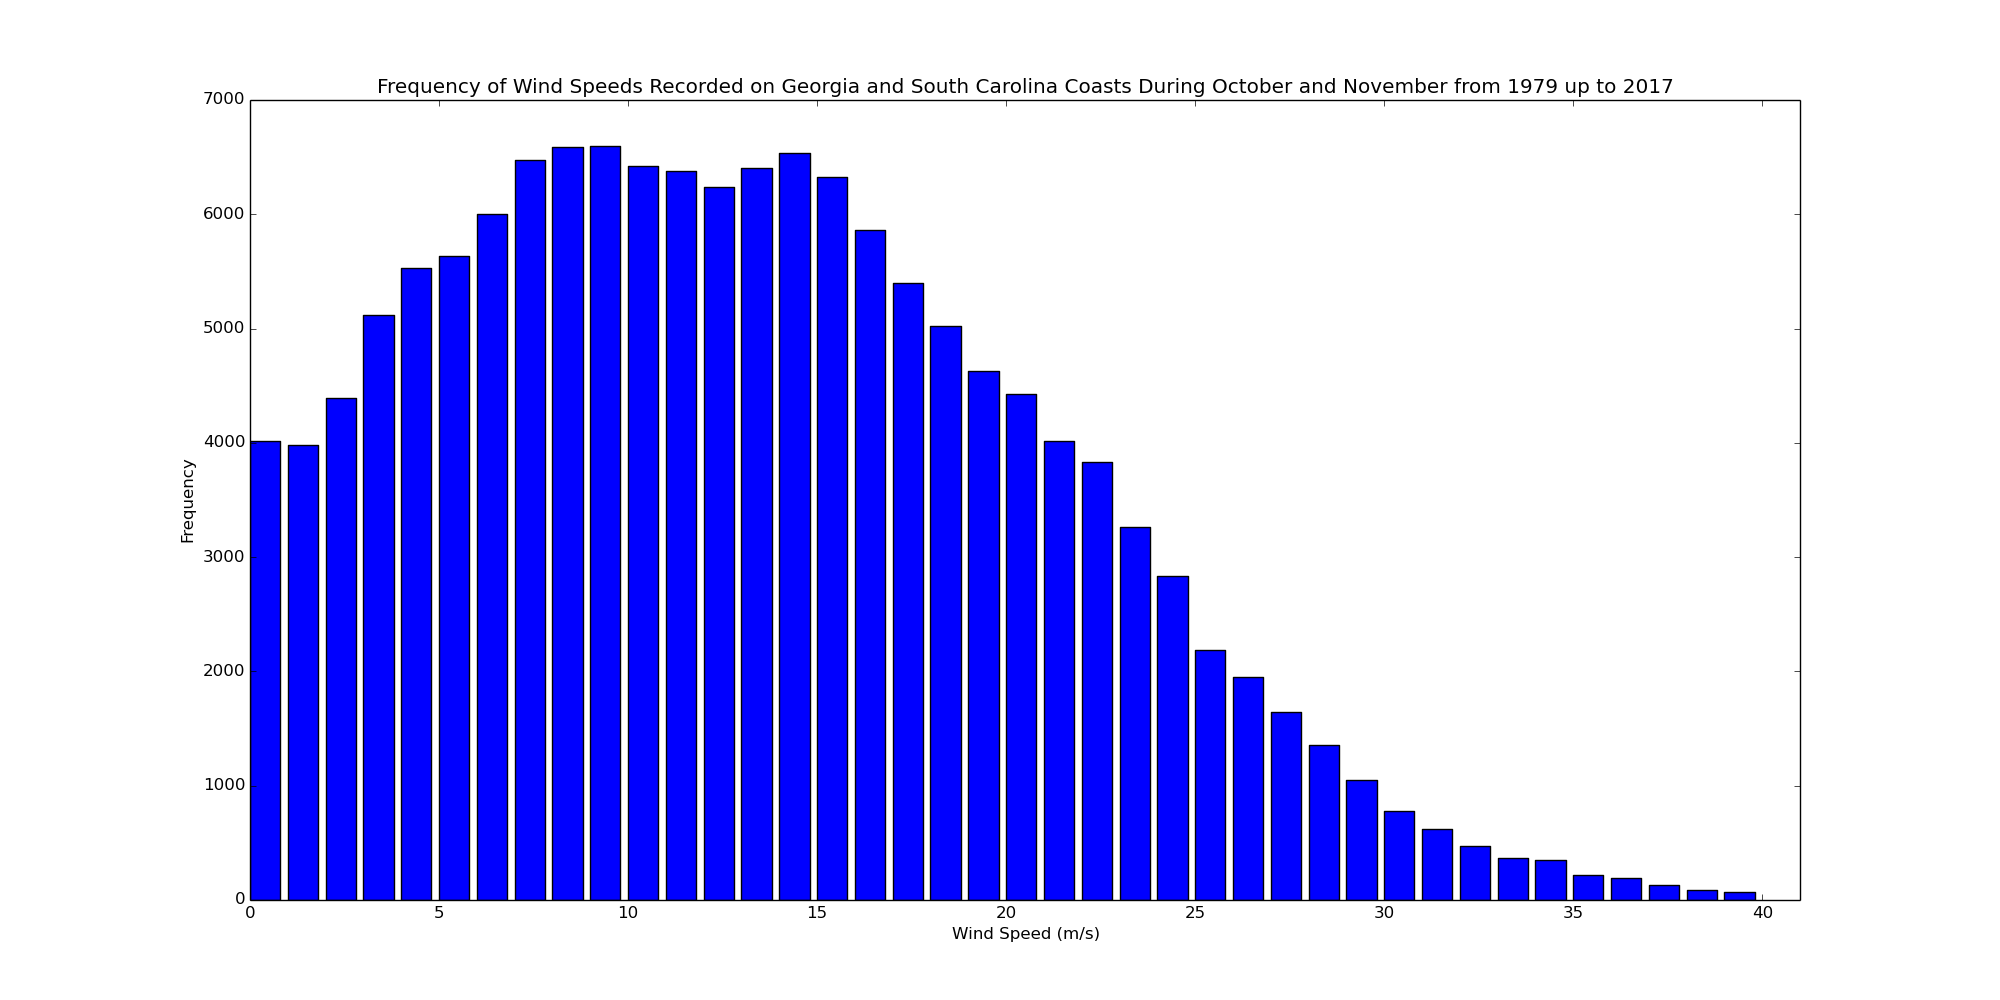 Frequency of Wind Speeds Recorded on Georgia and South Carolina Coasts During October and November from 1979 up to 2017
7000
6000
5000
4000
3000
2000
1000
0
Frequency
0 5 10 15 20 25 30 35 40
Wind Speed (m/s)